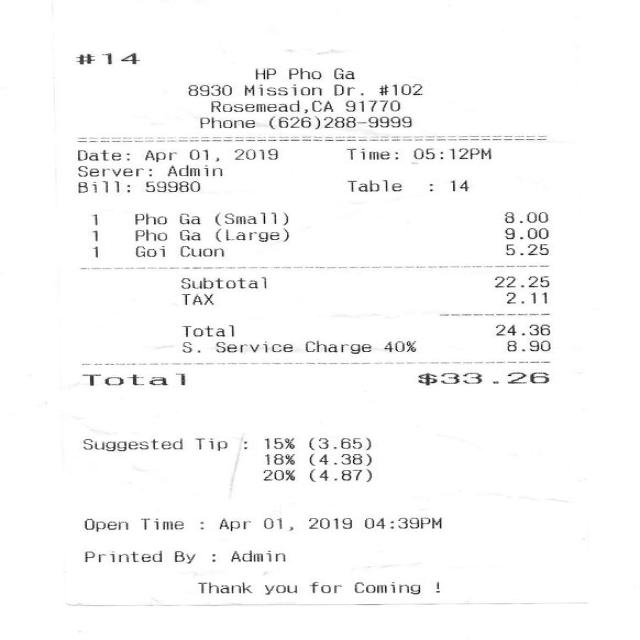 #14
HP Pho Ga
8930 Mission Dr. #102
Rosemead,CA 91770
Phone (626)288-9999
Date: Apr 01, 2019 Time: 05:12PM
Server: Admin
Bill: 59980 Table : 14
1 Pho Ga (Small) 8.00
1 Pho Ga (Large) 9.00
1 Goi Cuon 5.25
Subtotal 22.25
TAX 2.11
Total 24.36
S. Service Charge 40% 8.90
Total $33.26
Suggested Tip : 15% (3.65)
18% (4.38)
20% (4.87)
Open Time : Apr 01, 2019 04:39PM
Printed By : Admin
Thank you for Coming !